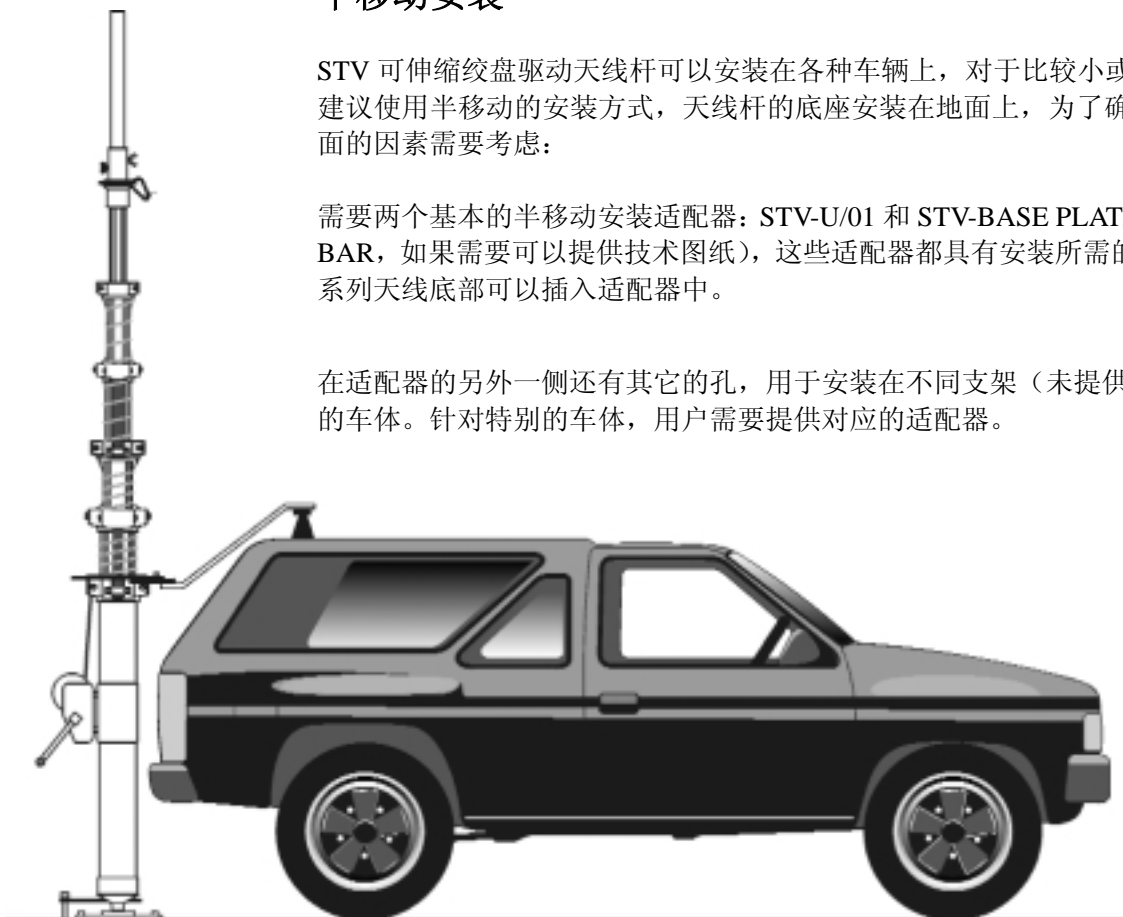 半移动安装
STV 可伸缩绞盘驱动天线杆可以安装在各种车辆上，对于比较小或
建议使用半移动的安装方式，天线杆的底座安装在地面上，为了确
面的因素需要考虑：
需要两个基本的半移动安装适配器：STV-U/01 和 STV-BASE PLAT
BAR，如果需要可以提供技术图纸），这些适配器都具有安装所需的
系列天线底部可以插入适配器中。
在适配器的另外一侧还有其它的孔，用于安装在不同支架（未提供
的车体。针对特别的车体，用户需要提供对应的适配器。